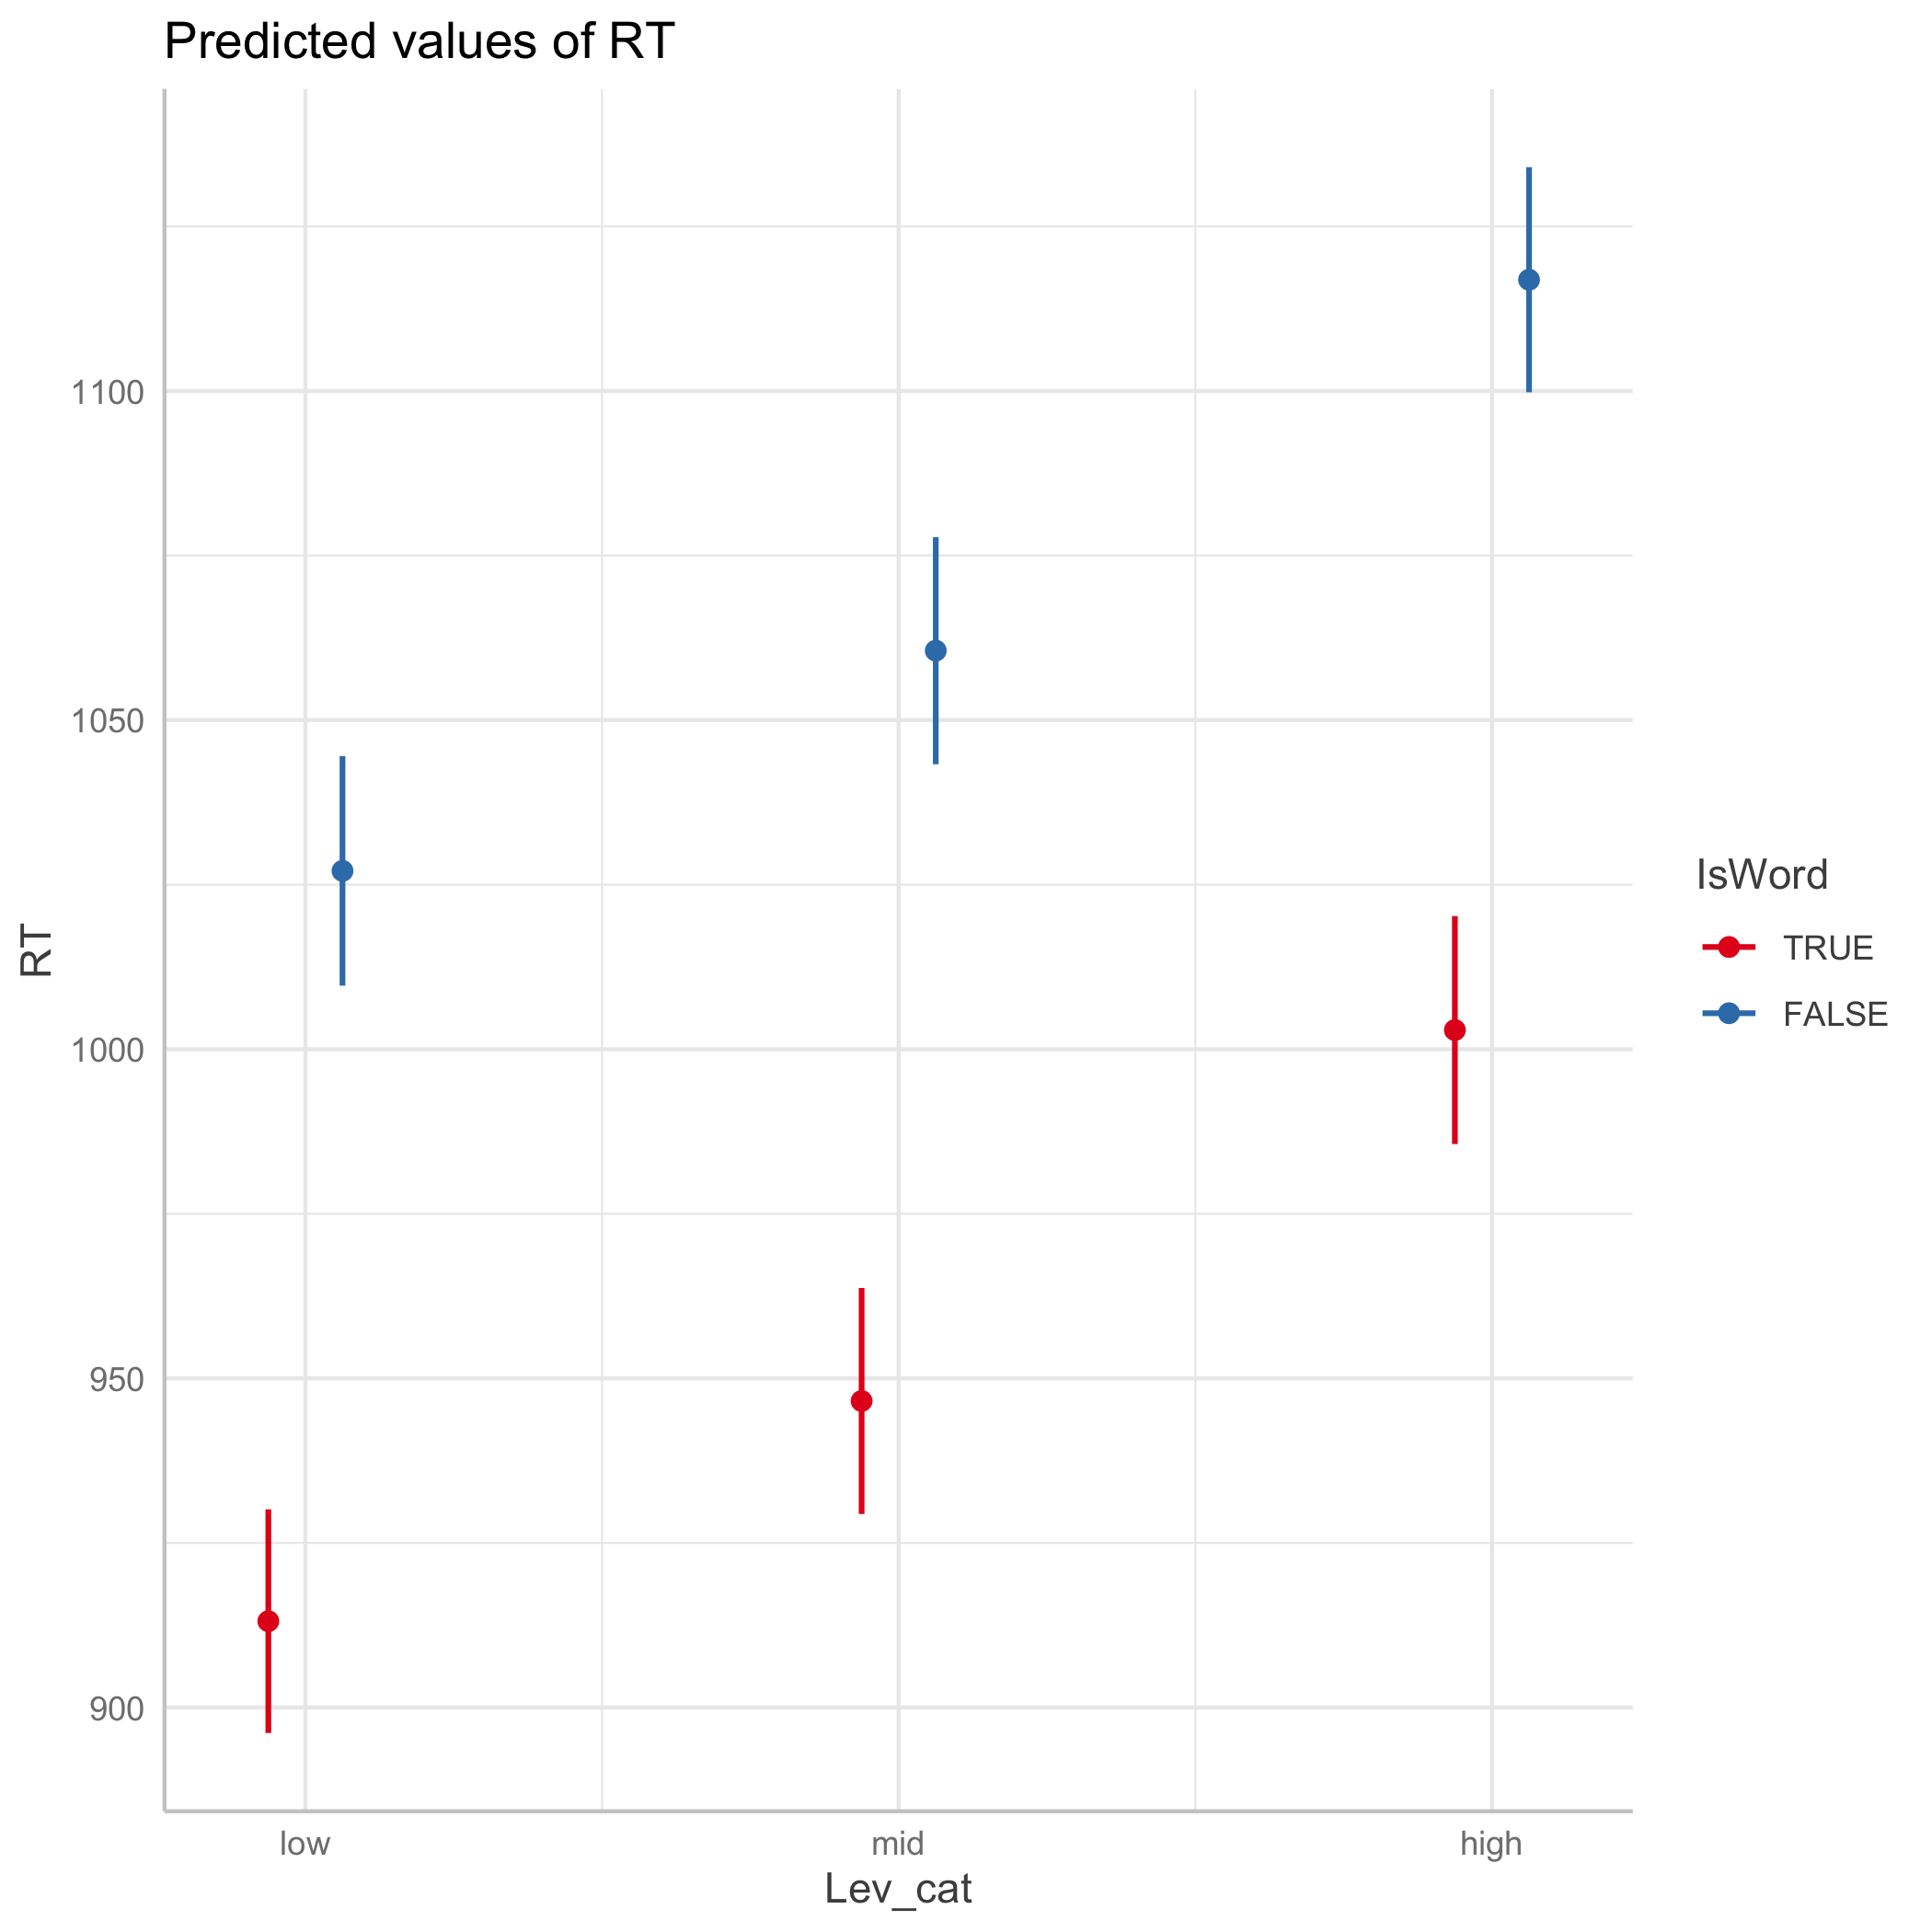 Predicted values of RT
RT
1100
1050
1000
950
900
low
mid
high
Lev_cat
IsWord
TRUE
FALSE